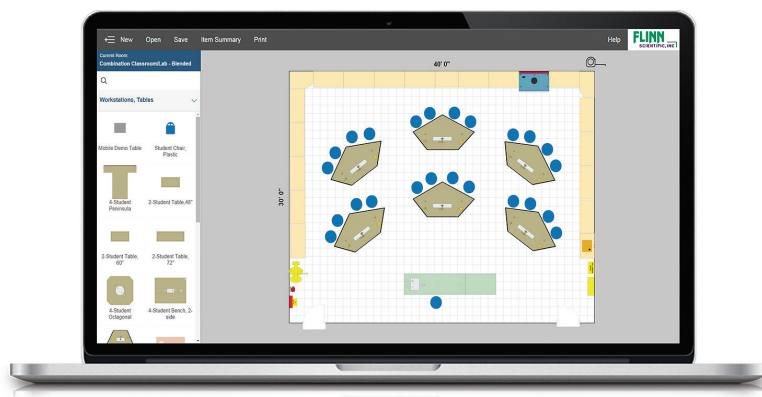 New Open Save Item Summary Print Help
FLINN
SCIENTIFIC, INC
Current Room:
Combination Classroom/Lab - Blended
Workstations, Tables
Mobile Demo Table
Student Chair,
Plastic
4-Student
Peninsula
2-Student Table,48"
2-Student Table,
60"
2-Student Table,
72"
4-Student
Octagonal
4-Student Bench, 2-
side
40' 0"
30' 0"